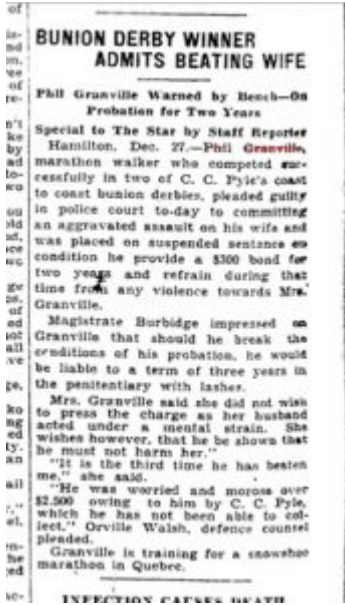 BUNION DERBY WINNER
ADMITS BEATING WIFE
Phil Granville Warned by Bench—On
Probation for Two Years
Special to The Star by Staff Reporter
Hamilton, Dec. 27.—Phil Granville,
marathon walker who competed suc-
cessfully in two of C. C. Pyle's coast
to coast bunion derbies, pleaded guilty
in police court to-day to committing
an aggravated assault on his wife and
was placed on suspended sentence on
condition he provide a $300 bond for
two years and refrain during that
time from any violence towards Mrs.
Granville.
Magistrate Burbidge impressed on
Granville that should he break the
conditions of his probation, he would
be liable to a term of three years in
the penitentiary with lashes.
Mrs. Granville said she did not wish
to press the charge as her husband
acted under a mental strain. She
wishes however, that he be shown that
he must not harm her."
"It is the third time he has beaten
me," she said.
"He was worried and morose over
$2,500 owing to him by C. C. Pyle,
which he has not been able to col-
lect," Orville Walsh, defence counsel
pleaded.
Granville is training for a snowshoe
marathon in Quebec.
INFECTION CAUSES DEATH